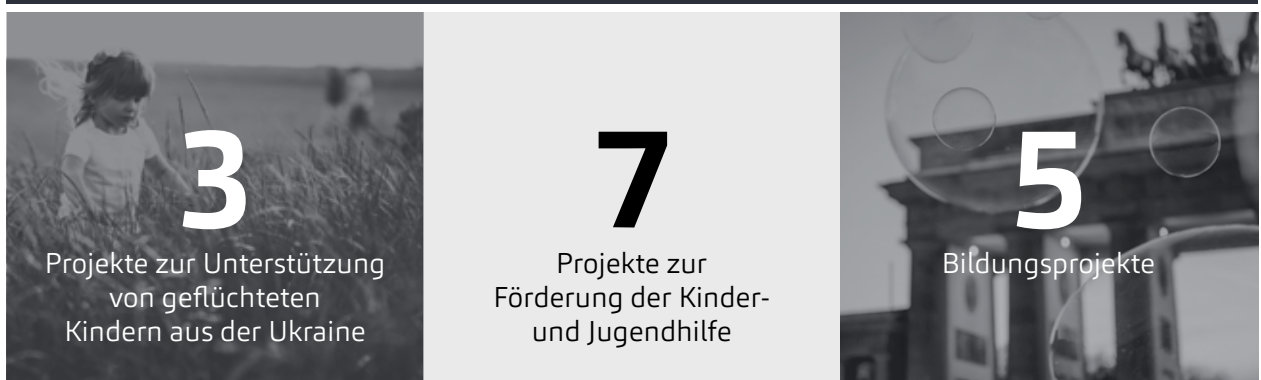 3
Projekte zur Unterstützung
von geflüchteten
Kindern aus der Ukraine
7
Projekte zur
Förderung der Kinder-
und Jugendhilfe
5
Bildungsprojekte